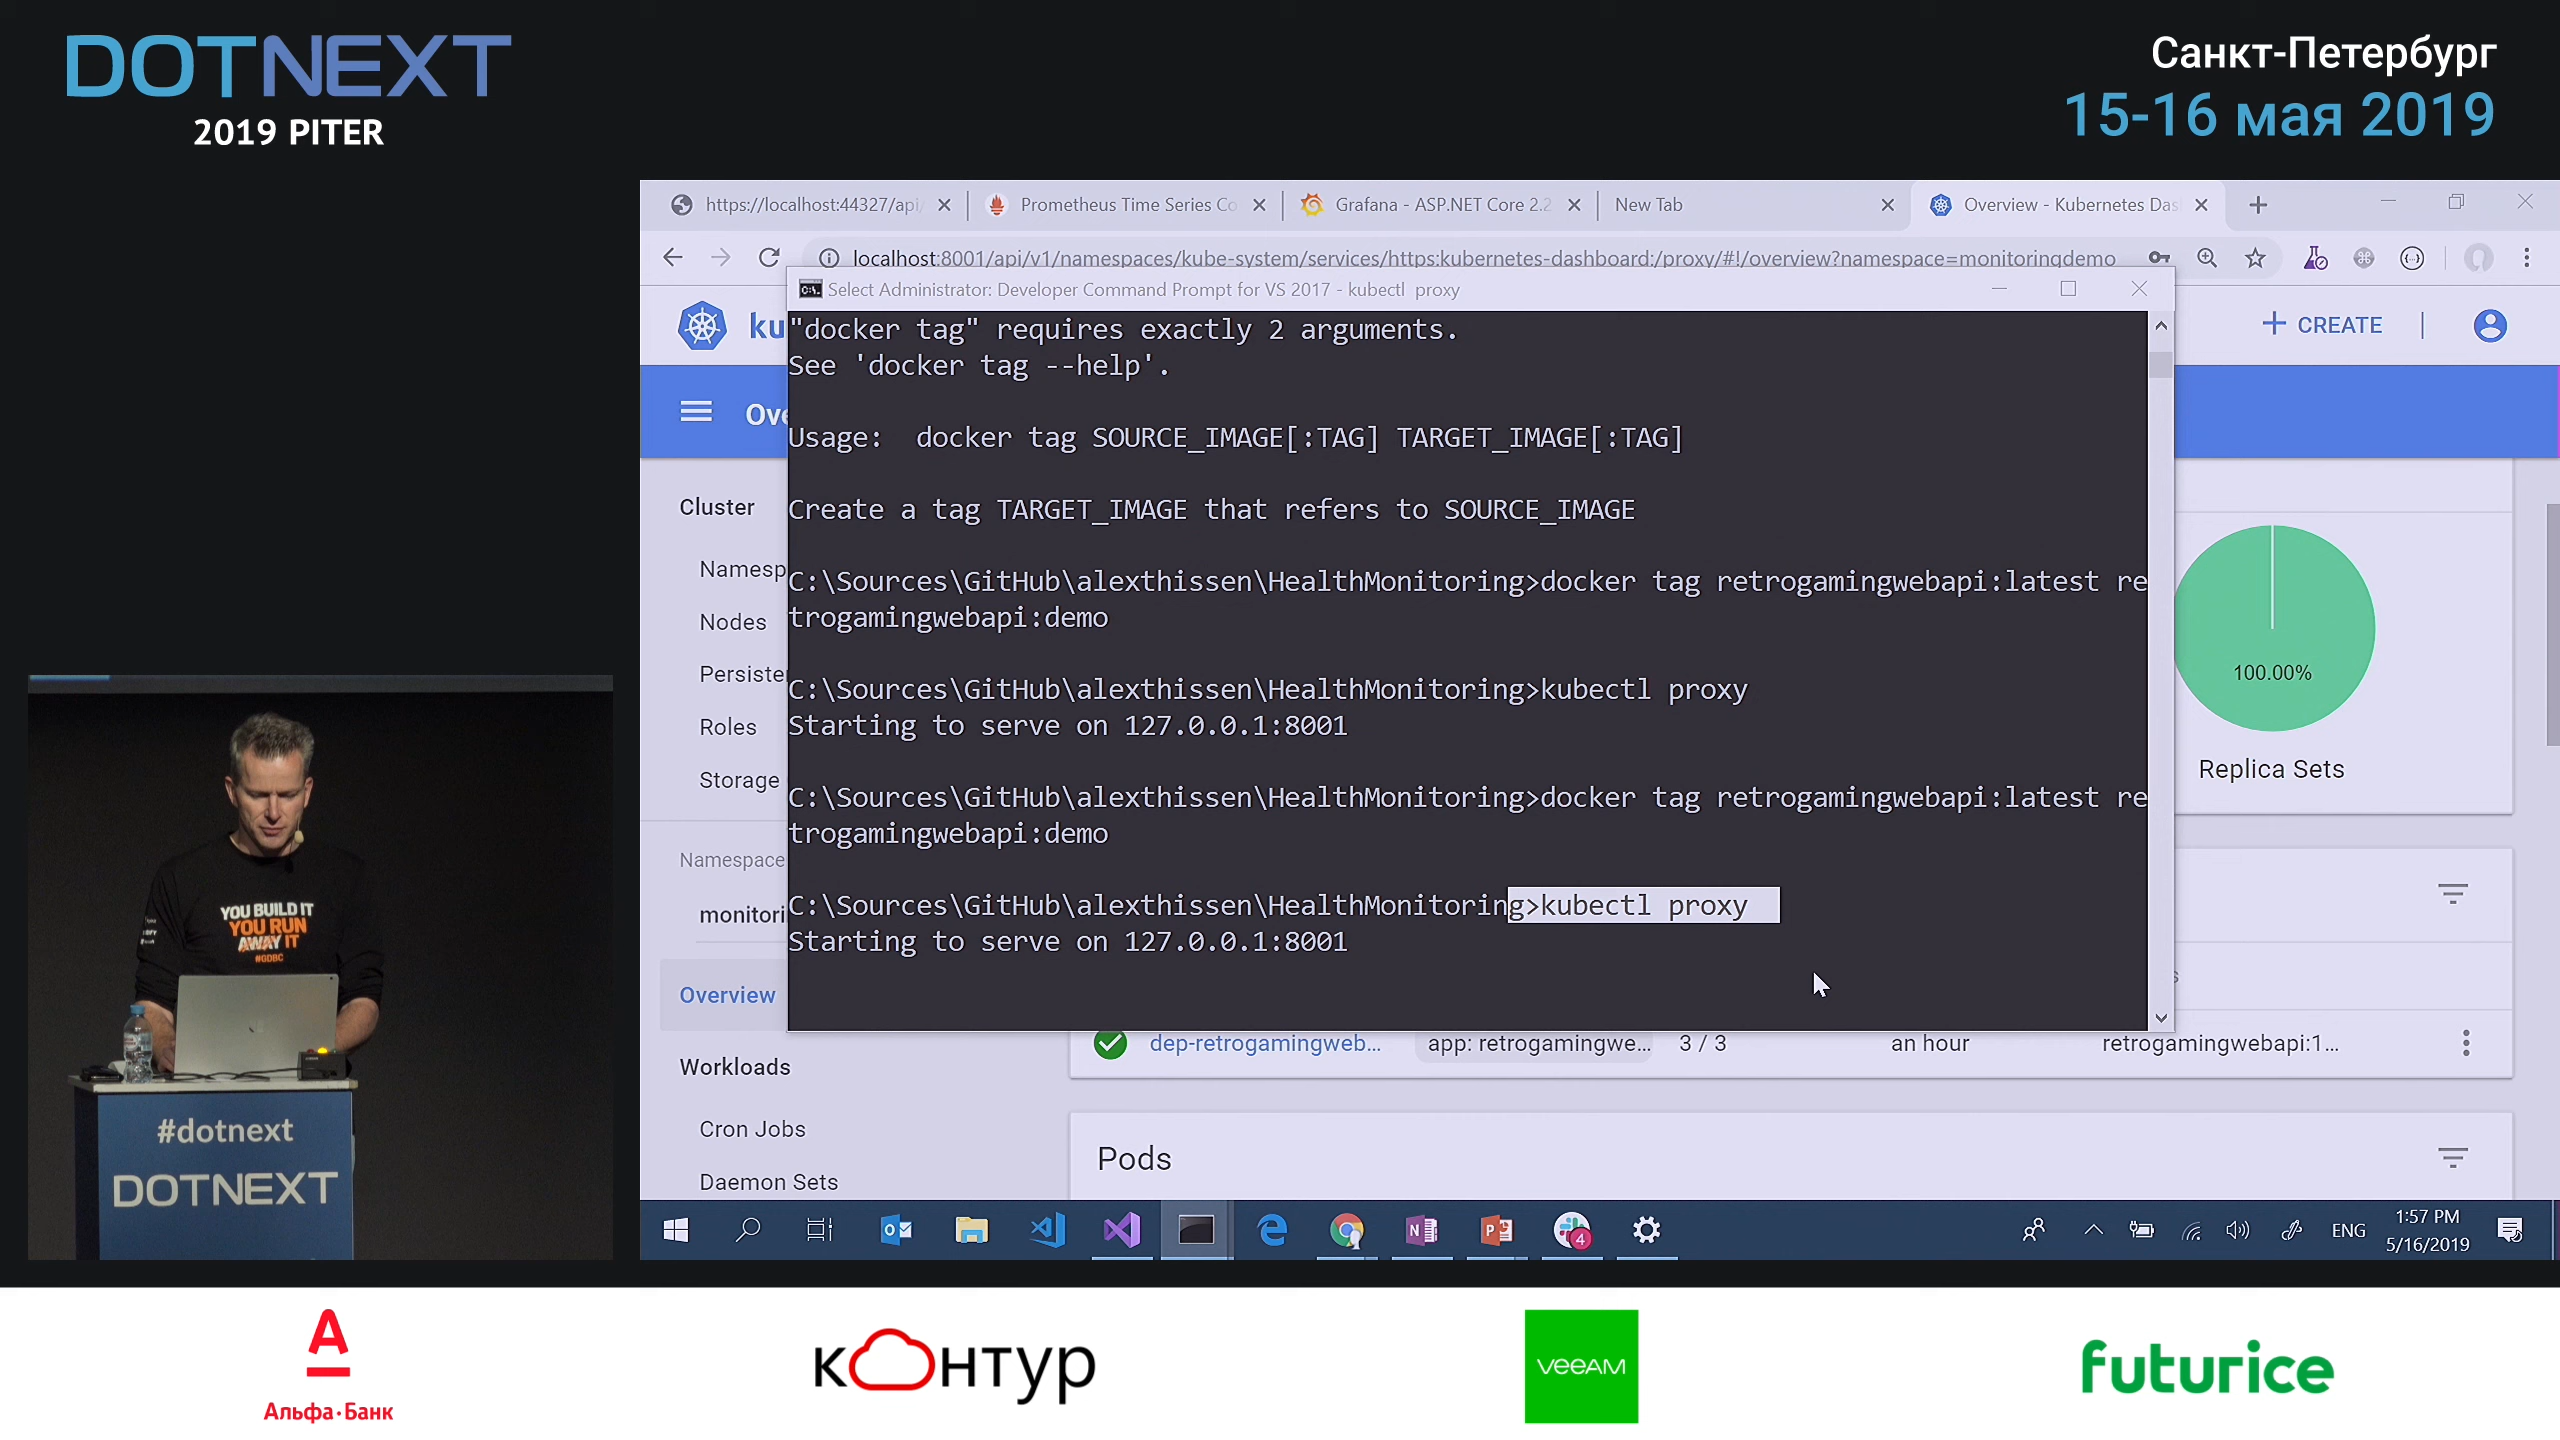 DOTNEXT
2019 PITER
Санкт-Петербург
15-16 мая 2019
https://localhost:44327/api/
Prometheus Time Series Co
Grafana - ASP.NET Core 2.2
New Tab
Overview - Kubernetes Das
localhost:8001/api/v1/namespaces/kube-system/services/https:kubernetes-dashboard:/proxy/#!/overview?namespace=monitoringdemo
Select Administrator: Developer Command Prompt for VS 2017 - kubectl proxy
ku
+ CREATE
Ove
"docker tag" requires exactly 2 arguments.
See 'docker tag --help'.
Usage:  docker tag SOURCE_IMAGE[:TAG] TARGET_IMAGE[:TAG]
Create a tag TARGET_IMAGE that refers to SOURCE_IMAGE
C:\Sources\GitHub\alexthissen\HealthMonitoring>docker tag retrogamingwebapi:latest re
trogamingwebapi:demo
C:\Sources\GitHub\alexthissen\HealthMonitoring>kubectl proxy
Starting to serve on 127.0.0.1:8001
C:\Sources\GitHub\alexthissen\HealthMonitoring>docker tag retrogamingwebapi:latest re
trogamingwebapi:demo
C:\Sources\GitHub\alexthissen\HealthMonitoring>kubectl proxy
Starting to serve on 127.0.0.1:8001
Cluster
Namesp
Nodes
Persister
Roles
Storage
Namespace
monitori
Overview
Workloads
Cron Jobs
Daemon Sets
100.00%
Replica Sets
s
dep-retrogamingweb...
app: retrogamingwe...
3 / 3
an hour
retrogamingwebapi:1...
Pods
4
ENG
1:57 PM
5/16/2019
YOU BUILD IT
YOU RUN
AWAY IT
#GDBC
#dotnext
DOTNEXT
Альфа·Банк
контур
veeAM
futurice